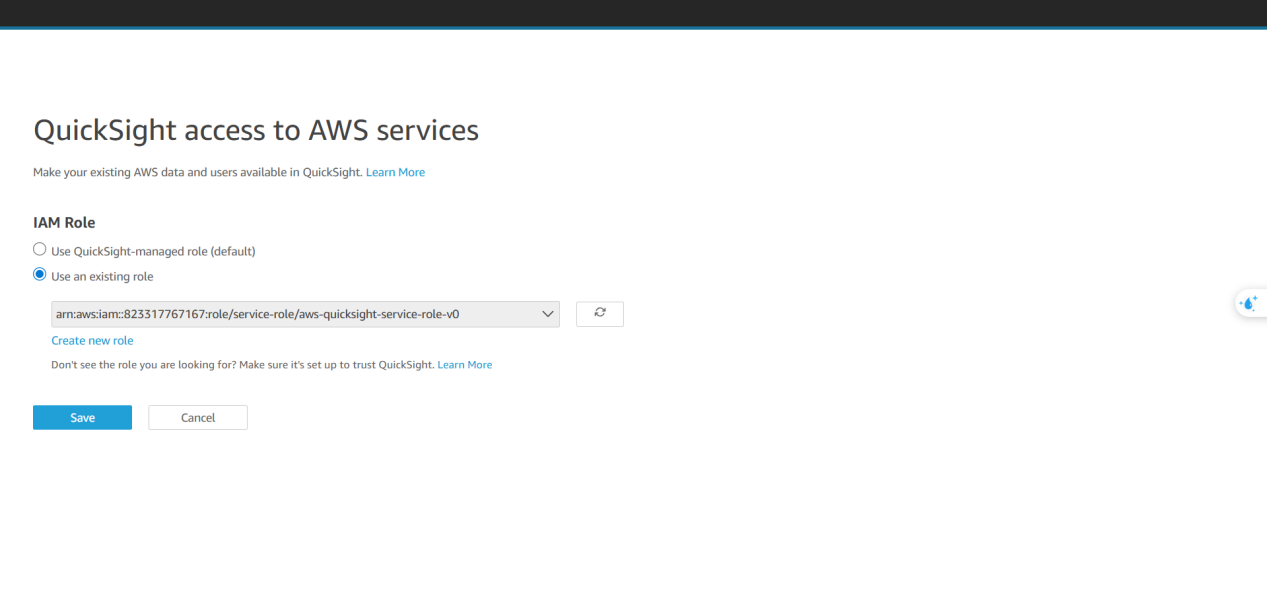 QuickSight access to AWS services
Make your existing AWS data and users available in QuickSight. Learn More
IAM Role
Use QuickSight-managed role (default)
Use an existing role
arn:aws:iam::823317767167:role/service-role/aws-quicksight-service-role-v0
Create new role
Don't see the role you are looking for? Make sure it's set up to trust QuickSight. Learn More
Save Cancel